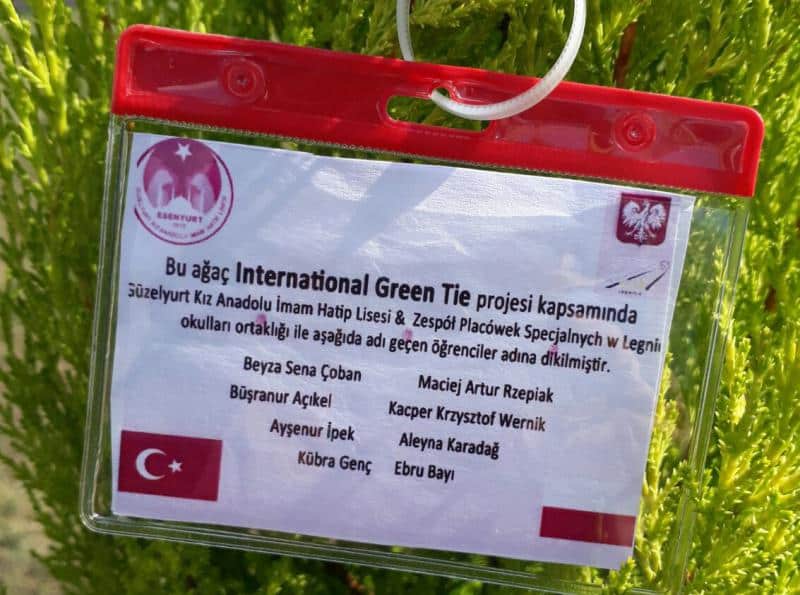 ESENYURT
Bu ağaç International Green Tie projesi kapsamında
Güzelyurt Kız Anadolu İmam Hatip Lisesi & Zespół Placówek Specjalnych w
okulları ortaklığı ile aşağıda adı geçen öğrenciler adına dikilmiştir.
Beyza Sena Çoban
Büşranur Açıkel
Ayşenur İpek
Kübra Genç
Maciej Artur Rzepiak
Kacper Krzysztof Wernik
Aleyna Karadağ
Ebru Bayı